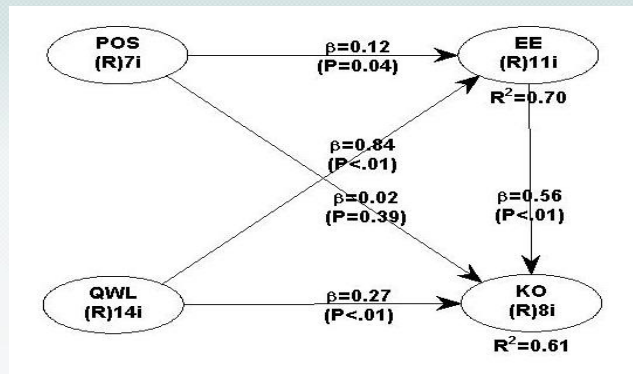 POS
(R)7i
β=0.12
(P=0.04)
EE
(R)11i
R²=0.70
β=0.84
(P<.01)
β=0.02
(P=0.39)
β=0.56
(P<.01)
QWL
(R)14i
β=0.27
(P<.01)
KO
(R)8i
R²=0.61